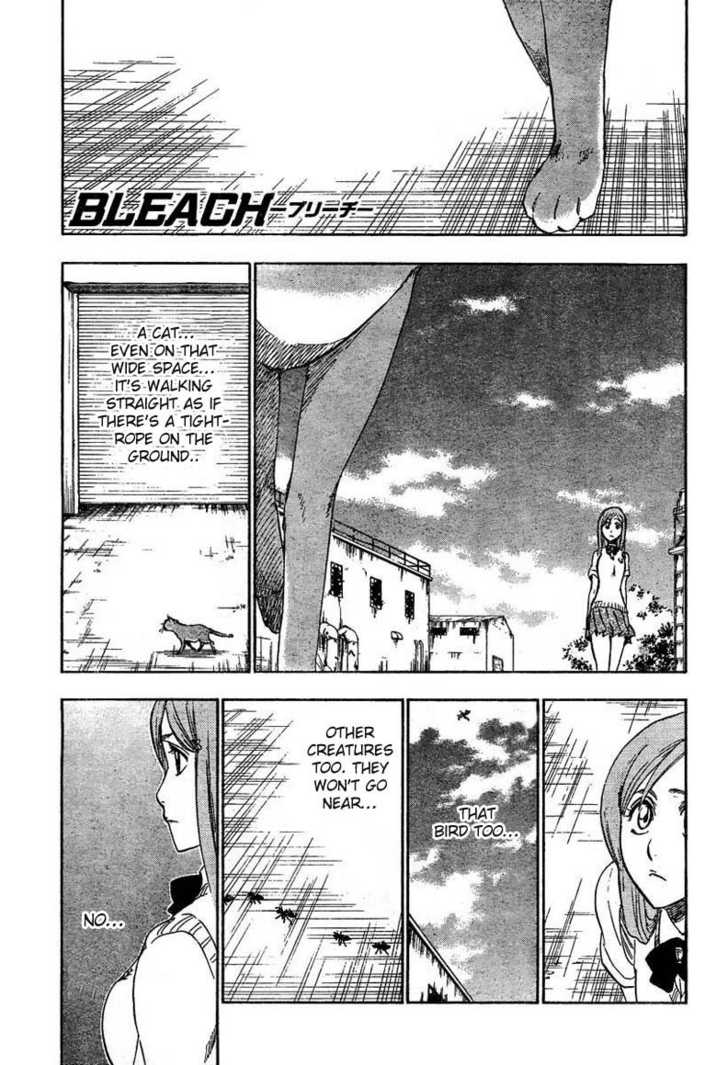 BLEACH—ブリーチ—
A CAT...
EVEN ON THAT
WIDE SPACE...
IT'S WALKING
STRAIGHT AS IF
THERE'S A TIGHT-
ROPE ON THE
GROUND..
THAT
BIRD TOO...
OTHER
CREATURES
TOO. THEY
WON'T GO
NEAR...
NO...